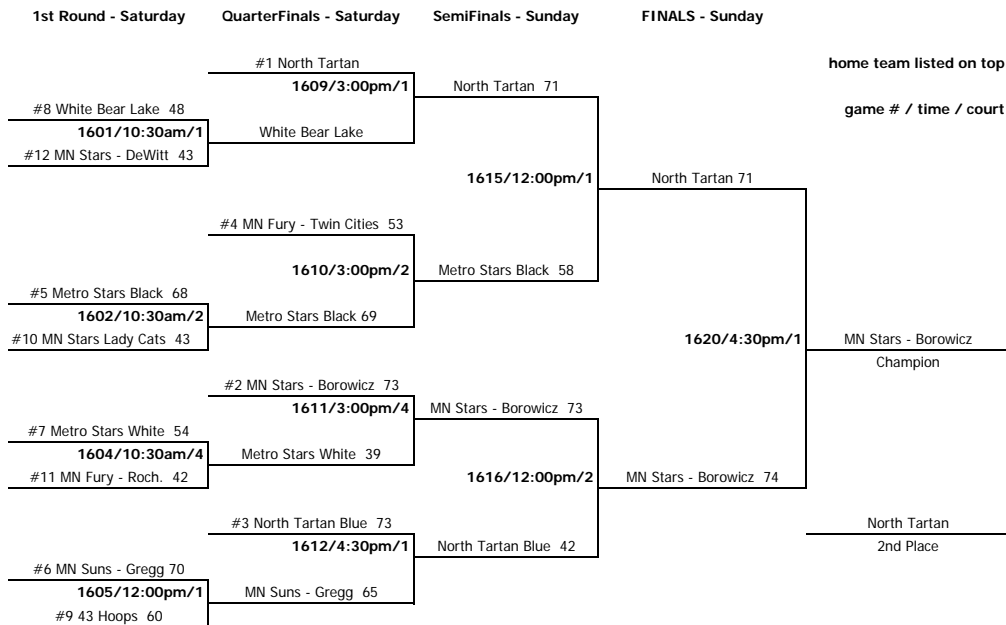 1st Round - Saturday QuarterFinals - Saturday SemiFinals - Sunday FINALS - Sunday
#1 North Tartan
home team listed on top
1609/3:00pm/1
North Tartan 71
#8 White Bear Lake 48
game # / time / court
1601/10:30am/1
White Bear Lake
#12 MN Stars - DeWitt 43
1615/12:00pm/1
North Tartan 71
#4 MN Fury - Twin Cities 53
1610/3:00pm/2
Metro Stars Black 58
#5 Metro Stars Black 68
1602/10:30am/2
Metro Stars Black 69
#10 MN Stars Lady Cats 43
1620/4:30pm/1
MN Stars - Borowicz
Champion
#2 MN Stars - Borowicz 73
1611/3:00pm/4
MN Stars - Borowicz 73
#7 Metro Stars White 54
1604/10:30am/4
Metro Stars White 39
#11 MN Fury - Roch. 42
1616/12:00pm/2
MN Stars - Borowicz 74
#3 North Tartan Blue 73
North Tartan
1612/4:30pm/1
North Tartan Blue 42
2nd Place
#6 MN Suns - Gregg 70
1605/12:00pm/1
MN Suns - Gregg 65
#9 43 Hoops 60